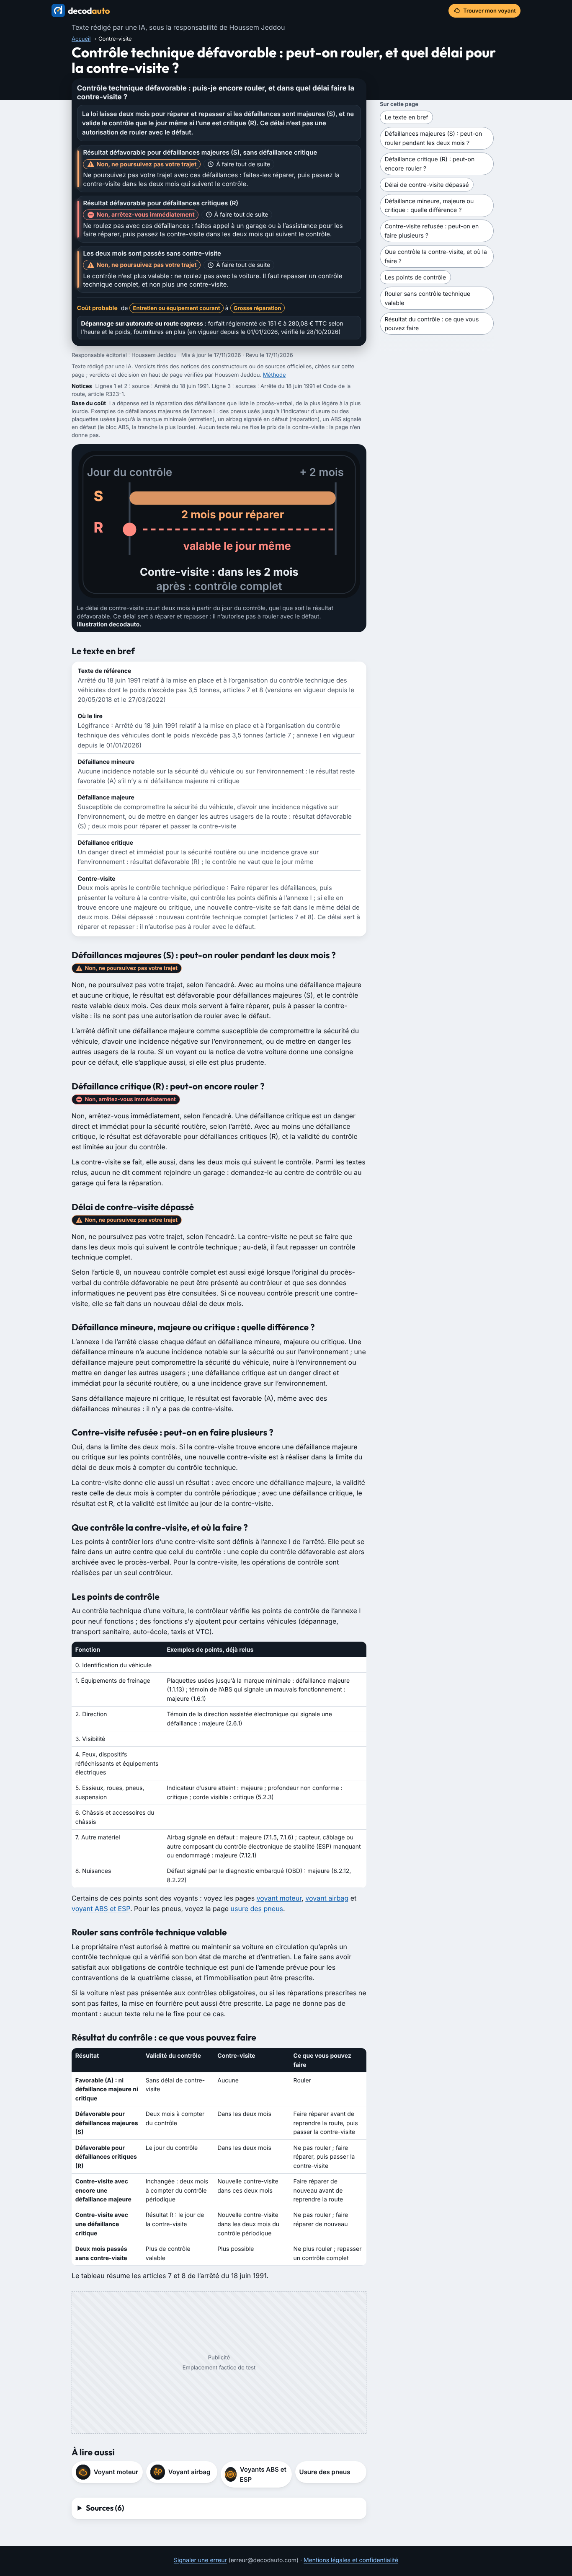 decodauto
Trouver mon voyant
Texte rédigé par une IA, sous la responsabilité de Houssem Jeddou
Accueil › Contre-visite
Contrôle technique défavorable : peut-on rouler, et quel délai pour
la contre-visite ?
Contrôle technique défavorable : puis-je encore rouler, et dans quel délai faire la
contre-visite ?
La loi laisse deux mois pour réparer et repasser si les défaillances sont majeures (S), et ne
valide le contrôle que le jour même si l'une est critique (R). Ce délai n'est pas une
autorisation de rouler avec le défaut.
Résultat défavorable pour défaillances majeures (S), sans défaillance critique
Non, ne poursuivez pas votre trajet
À faire tout de suite
Ne poursuivez pas votre trajet avec ces défaillances : faites-les réparer, puis passez la
contre-visite dans les deux mois qui suivent le contrôle.
Résultat défavorable pour défaillances critiques (R)
Non, arrêtez-vous immédiatement
À faire tout de suite
Ne roulez pas avec ces défaillances : faites appel à un garage ou à l'assistance pour les
faire réparer, puis passez la contre-visite dans les deux mois qui suivent le contrôle.
Les deux mois sont passés sans contre-visite
Non, ne poursuivez pas votre trajet
À faire tout de suite
Le contrôle n'est plus valable : ne roulez pas avec la voiture. Il faut repasser un contrôle
technique complet, et non plus une contre-visite.
Coût probable de Entretien ou équipement courant à Grosse réparation
Dépannage sur autoroute ou route express : forfait réglementé de 151 € à 280,08 € TTC selon
l'heure et le poids, fournitures en plus (en vigueur depuis le 01/01/2026, vérifié le 28/10/2026)
Responsable éditorial : Houssem Jeddou · Mis à jour le 17/11/2026 · Revu le 17/11/2026
Texte rédigé par une IA. Verdicts tirés des notices des constructeurs ou de sources officielles, citées sur cette
page ; verdicts et décision en haut de page vérifiés par Houssem Jeddou. Méthode
Notices Lignes 1 et 2 : source : Arrêté du 18 juin 1991. Ligne 3 : sources : Arrêté du 18 juin 1991 et Code de la
route, article R323-1.
Base du coût La dépense est la réparation des défaillances que liste le procès-verbal, de la plus légère à la plus
lourde. Exemples de défaillances majeures de l'annexe I : des pneus usés jusqu'à l'indicateur d'usure ou des
plaquettes usées jusqu'à la marque minimale (entretien), un airbag signalé en défaut (réparation), un ABS signalé
en défaut (le bloc ABS, la tranche la plus lourde). Aucun texte relu ne fixe le prix de la contre-visite : la page n'en
donne pas.
Jour du contrôle
+ 2 mois
S
2 mois pour réparer
R
valable le jour même
Contre-visite : dans les 2 mois
après : contrôle complet
Le délai de contre-visite court deux mois à partir du jour du contrôle, quel que soit le résultat
défavorable. Ce délai sert à réparer et repasser : il n'autorise pas à rouler avec le défaut.
Illustration decodauto.
Le texte en bref
Texte de référence
Arrêté du 18 juin 1991 relatif à la mise en place et à l'organisation du contrôle technique des
véhicules dont le poids n'excède pas 3,5 tonnes, articles 7 et 8 (versions en vigueur depuis le
20/05/2018 et le 27/03/2022)
Où le lire
Légifrance : Arrêté du 18 juin 1991 relatif à la mise en place et à l'organisation du contrôle
technique des véhicules dont le poids n'excède pas 3,5 tonnes (article 7 ; annexe I en vigueur
depuis le 01/01/2026)
Défaillance mineure
Aucune incidence notable sur la sécurité du véhicule ou sur l'environnement : le résultat reste
favorable (A) s'il n'y a ni défaillance majeure ni critique
Défaillance majeure
Susceptible de compromettre la sécurité du véhicule, d'avoir une incidence négative sur
l'environnement, ou de mettre en danger les autres usagers de la route : résultat défavorable
(S) ; deux mois pour réparer et passer la contre-visite
Défaillance critique
Un danger direct et immédiat pour la sécurité routière ou une incidence grave sur
l'environnement : résultat défavorable (R) ; le contrôle ne vaut que le jour même
Contre-visite
Deux mois après le contrôle technique périodique : Faire réparer les défaillances, puis
présenter la voiture à la contre-visite, qui contrôle les points définis à l'annexe I ; si elle en
trouve encore une majeure ou critique, une nouvelle contre-visite se fait dans le même délai de
deux mois. Délai dépassé : nouveau contrôle technique complet (articles 7 et 8). Ce délai sert à
réparer et repasser : il n'autorise pas à rouler avec le défaut.
Défaillances majeures (S) : peut-on rouler pendant les deux mois ?
Non, ne poursuivez pas votre trajet
Non, ne poursuivez pas votre trajet, selon l'encadré. Avec au moins une défaillance majeure
et aucune critique, le résultat est défavorable pour défaillances majeures (S), et le contrôle
reste valable deux mois. Ces deux mois servent à faire réparer, puis à passer la contre-
visite : ils ne sont pas une autorisation de rouler avec le défaut.
L'arrêté définit une défaillance majeure comme susceptible de compromettre la sécurité du
véhicule, d'avoir une incidence négative sur l'environnement, ou de mettre en danger les
autres usagers de la route. Si un voyant ou la notice de votre voiture donne une consigne
pour ce défaut, elle s'applique aussi, si elle est plus prudente.
Défaillance critique (R) : peut-on encore rouler ?
Non, arrêtez-vous immédiatement
Non, arrêtez-vous immédiatement, selon l'encadré. Une défaillance critique est un danger
direct et immédiat pour la sécurité routière, selon l'arrêté. Avec au moins une défaillance
critique, le résultat est défavorable pour défaillances critiques (R), et la validité du contrôle
est limitée au jour du contrôle.
La contre-visite se fait, elle aussi, dans les deux mois qui suivent le contrôle. Parmi les textes
relus, aucun ne dit comment rejoindre un garage : demandez-le au centre de contrôle ou au
garage qui fera la réparation.
Délai de contre-visite dépassé
Non, ne poursuivez pas votre trajet
Non, ne poursuivez pas votre trajet, selon l'encadré. La contre-visite ne peut se faire que
dans les deux mois qui suivent le contrôle technique ; au-delà, il faut repasser un contrôle
technique complet.
Selon l'article 8, un nouveau contrôle complet est aussi exigé lorsque l'original du procès-
verbal du contrôle défavorable ne peut être présenté au contrôleur et que ses données
informatiques ne peuvent pas être consultées. Si ce nouveau contrôle prescrit une contre-
visite, elle se fait dans un nouveau délai de deux mois.
Défaillance mineure, majeure ou critique : quelle différence ?
L'annexe I de l'arrêté classe chaque défaut en défaillance mineure, majeure ou critique. Une
défaillance mineure n'a aucune incidence notable sur la sécurité ou sur l'environnement ; une
défaillance majeure peut compromettre la sécurité du véhicule, nuire à l'environnement ou
mettre en danger les autres usagers ; une défaillance critique est un danger direct et
immédiat pour la sécurité routière, ou a une incidence grave sur l'environnement.
Sans défaillance majeure ni critique, le résultat est favorable (A), même avec des
défaillances mineures : il n'y a pas de contre-visite.
Contre-visite refusée : peut-on en faire plusieurs ?
Oui, dans la limite des deux mois. Si la contre-visite trouve encore une défaillance majeure
ou critique sur les points contrôlés, une nouvelle contre-visite est à réaliser dans la limite du
délai de deux mois à compter du contrôle technique.
La contre-visite donne elle aussi un résultat : avec encore une défaillance majeure, la validité
reste celle de deux mois à compter du contrôle périodique ; avec une défaillance critique, le
résultat est R, et la validité est limitée au jour de la contre-visite.
Que contrôle la contre-visite, et où la faire ?
Les points à contrôler lors d'une contre-visite sont définis à l'annexe I de l'arrêté. Elle peut se
faire dans un autre centre que celui du contrôle : une copie du contrôle défavorable est alors
archivée avec le procès-verbal. Pour la contre-visite, les opérations de contrôle sont
réalisées par un seul contrôleur.
Les points de contrôle
Au contrôle technique d'une voiture, le contrôleur vérifie les points de contrôle de l'annexe I
pour neuf fonctions ; des fonctions s'y ajoutent pour certains véhicules (dépannage,
transport sanitaire, auto-école, taxis et VTC).
Fonction
Exemples de points, déjà relus
0. Identification du véhicule
1. Équipements de freinage
Plaquettes usées jusqu'à la marque minimale : défaillance majeure
(1.1.13) ; témoin de l'ABS qui signale un mauvais fonctionnement :
majeure (1.6.1)
2. Direction
Témoin de la direction assistée électronique qui signale une
défaillance : majeure (2.6.1)
3. Visibilité
4. Feux, dispositifs
réfléchissants et équipements
électriques
5. Essieux, roues, pneus,
suspension
Indicateur d'usure atteint : majeure ; profondeur non conforme :
critique ; corde visible : critique (5.2.3)
6. Châssis et accessoires du
châssis
7. Autre matériel
Airbag signalé en défaut : majeure (7.1.5, 7.1.6) ; capteur, câblage ou
autre composant du contrôle électronique de stabilité (ESP) manquant
ou endommagé : majeure (7.12.1)
8. Nuisances
Défaut signalé par le diagnostic embarqué (OBD) : majeure (8.2.12,
8.2.22)
Certains de ces points sont des voyants : voyez les pages voyant moteur, voyant airbag et
voyant ABS et ESP. Pour les pneus, voyez la page usure des pneus.
Rouler sans contrôle technique valable
Le propriétaire n'est autorisé à mettre ou maintenir sa voiture en circulation qu'après un
contrôle technique qui a vérifié son bon état de marche et d'entretien. Le faire sans avoir
satisfait aux obligations de contrôle technique est puni de l'amende prévue pour les
contraventions de la quatrième classe, et l'immobilisation peut être prescrite.
Si la voiture n'est pas présentée aux contrôles obligatoires, ou si les réparations prescrites ne
sont pas faites, la mise en fourrière peut aussi être prescrite. La page ne donne pas de
montant : aucun texte relu ne le fixe pour ce cas.
Résultat du contrôle : ce que vous pouvez faire
Résultat
Validité du contrôle
Contre-visite
Ce que vous pouvez
faire
Favorable (A) : ni
défaillance majeure ni
critique
Sans délai de contre-
visite
Aucune
Rouler
Défavorable pour
défaillances majeures
(S)
Deux mois à compter
du contrôle
Dans les deux mois
Faire réparer avant de
reprendre la route, puis
passer la contre-visite
Défavorable pour
défaillances critiques
(R)
Le jour du contrôle
Dans les deux mois
Ne pas rouler ; faire
réparer, puis passer la
contre-visite
Contre-visite avec
encore une
défaillance majeure
Inchangée : deux mois
à compter du contrôle
périodique
Nouvelle contre-visite
dans ces deux mois
Faire réparer de
nouveau avant de
reprendre la route
Contre-visite avec
une défaillance
critique
Résultat R : le jour de
la contre-visite
Nouvelle contre-visite
dans les deux mois du
contrôle périodique
Ne pas rouler ; faire
réparer de nouveau
Deux mois passés
sans contre-visite
Plus de contrôle
valable
Plus possible
Ne plus rouler ; repasser
un contrôle complet
Le tableau résume les articles 7 et 8 de l'arrêté du 18 juin 1991.
Publicité
Emplacement factice de test
À lire aussi
Voyant moteur
Voyant airbag
Voyants ABS et
ESP
Usure des pneus
Sources (6)
Sur cette page
Le texte en bref
Défaillances majeures (S) : peut-on
rouler pendant les deux mois ?
Défaillance critique (R) : peut-on
encore rouler ?
Délai de contre-visite dépassé
Défaillance mineure, majeure ou
critique : quelle différence ?
Contre-visite refusée : peut-on en
faire plusieurs ?
Que contrôle la contre-visite, et où la
faire ?
Les points de contrôle
Rouler sans contrôle technique
valable
Résultat du contrôle : ce que vous
pouvez faire
Signaler une erreur (erreur@decodauto.com) · Mentions légales et confidentialité